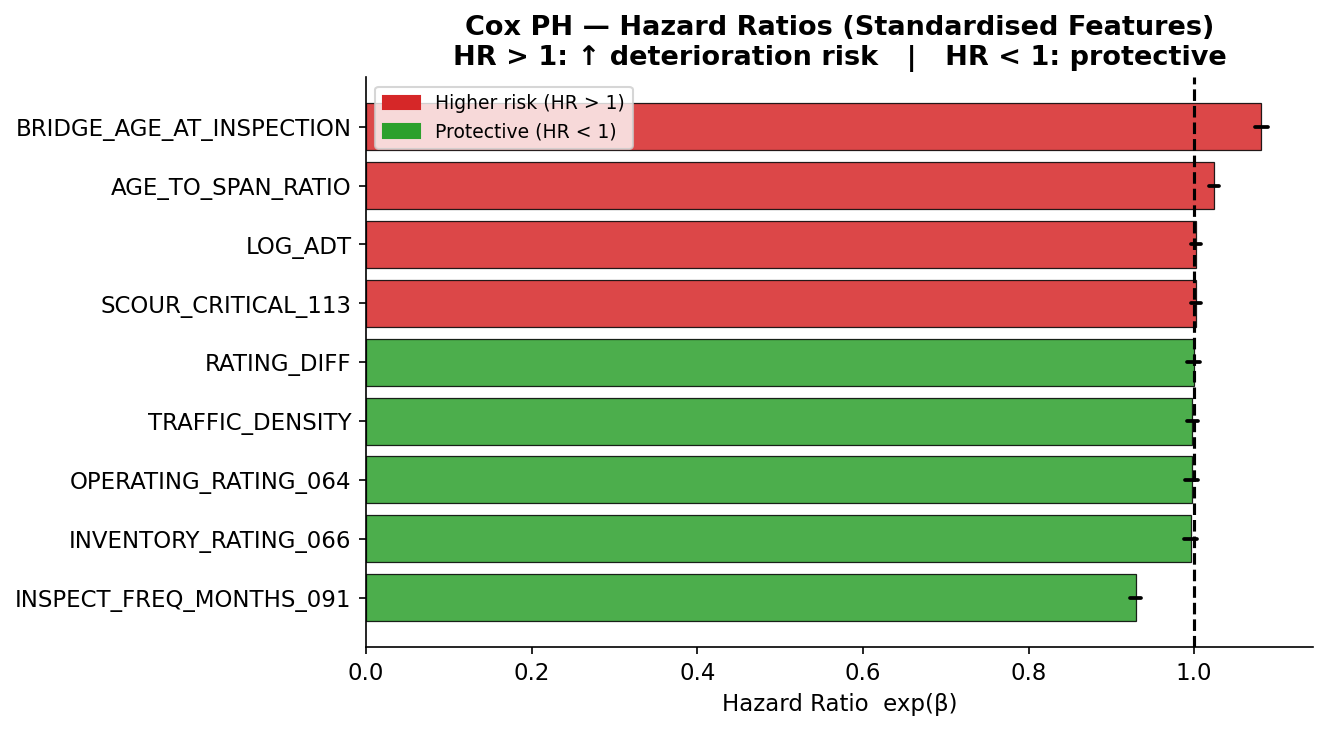 Cox PH — Hazard Ratios (Standardised Features)
HR > 1: ↑ deterioration risk | HR < 1: protective
Higher risk (HR > 1)
Protective (HR < 1)
BRIDGE_AGE_AT_INSPECTION
AGE_TO_SPAN_RATIO
LOG_ADT
SCOUR_CRITICAL_113
RATING_DIFF
TRAFFIC_DENSITY
OPERATING_RATING_064
INVENTORY_RATING_066
INSPECT_FREQ_MONTHS_091
0.0 0.2 0.4 0.6 0.8 1.0
Hazard Ratio exp(β)